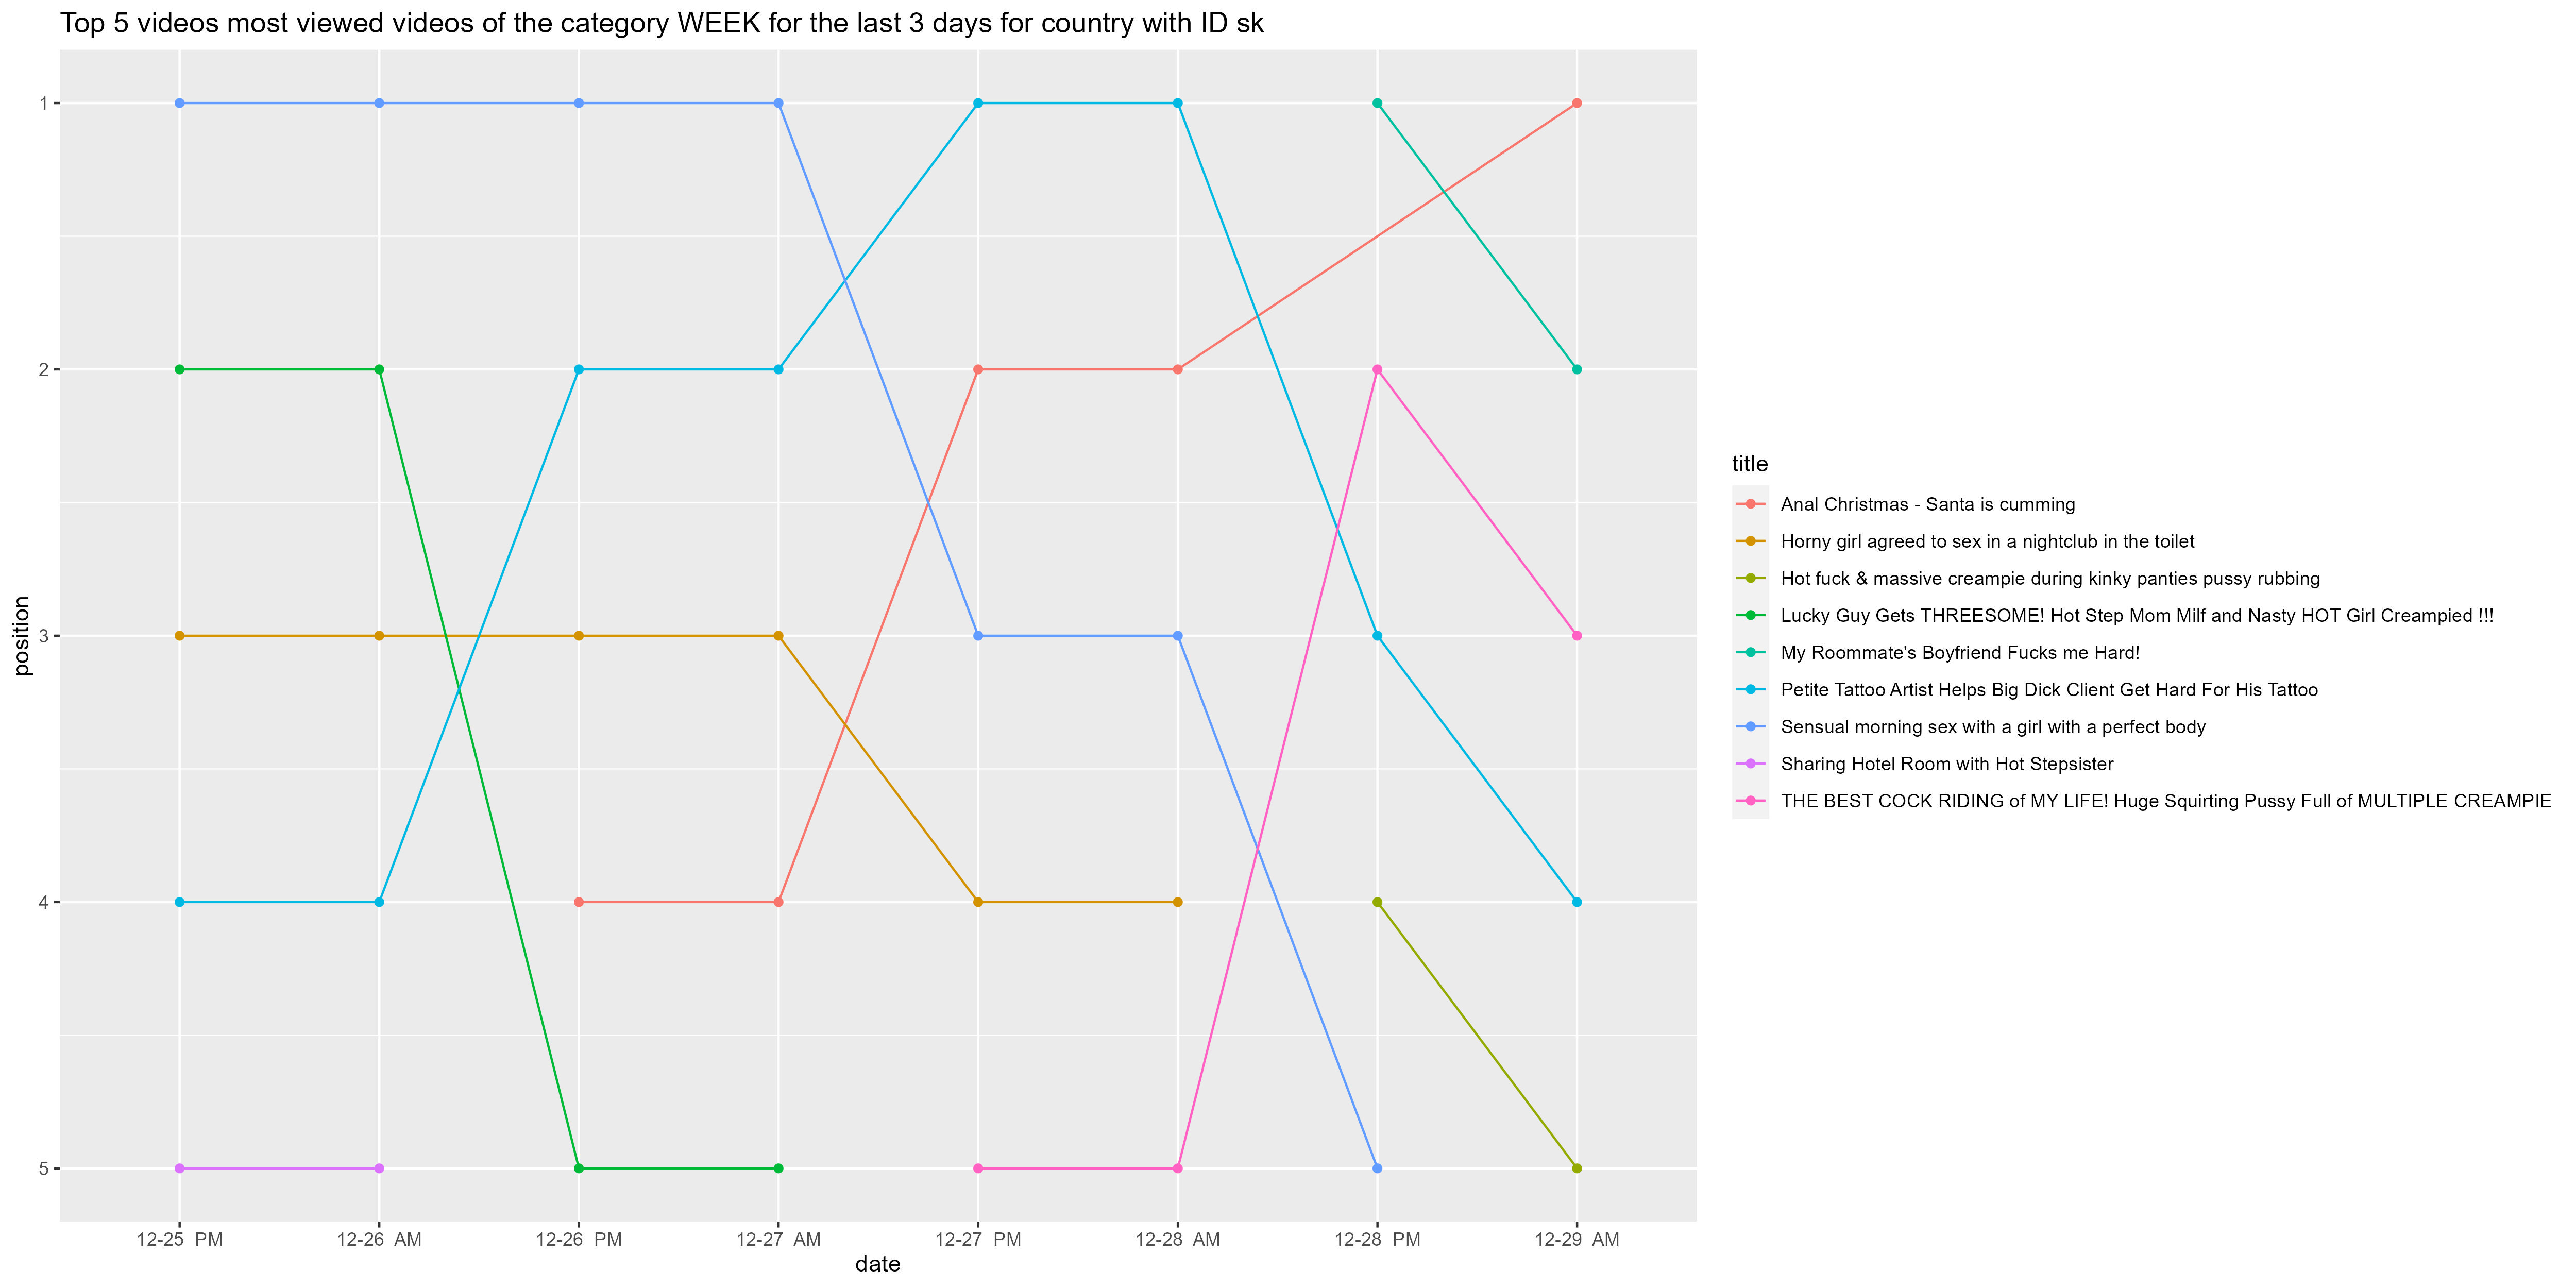 Top 5 videos most viewed videos of the category WEEK for the last 3 days for country with ID sk
position
1
2
3
4
5
12-25 PM
12-26 AM
12-26 PM
12-27 AM
12-27 PM
12-28 AM
12-28 PM
12-29 AM
date
title
Anal Christmas - Santa is cumming
Horny girl agreed to sex in a nightclub in the toilet
Hot fuck & massive creampie during kinky panties pussy rubbing
Lucky Guy Gets THREESOME! Hot Step Mom Milf and Nasty HOT Girl Creampied !!!
My Roommate's Boyfriend Fucks me Hard!
Petite Tattoo Artist Helps Big Dick Client Get Hard For His Tattoo
Sensual morning sex with a girl with a perfect body
Sharing Hotel Room with Hot Stepsister
THE BEST COCK RIDING of MY LIFE! Huge Squirting Pussy Full of MULTIPLE CREAMPIE